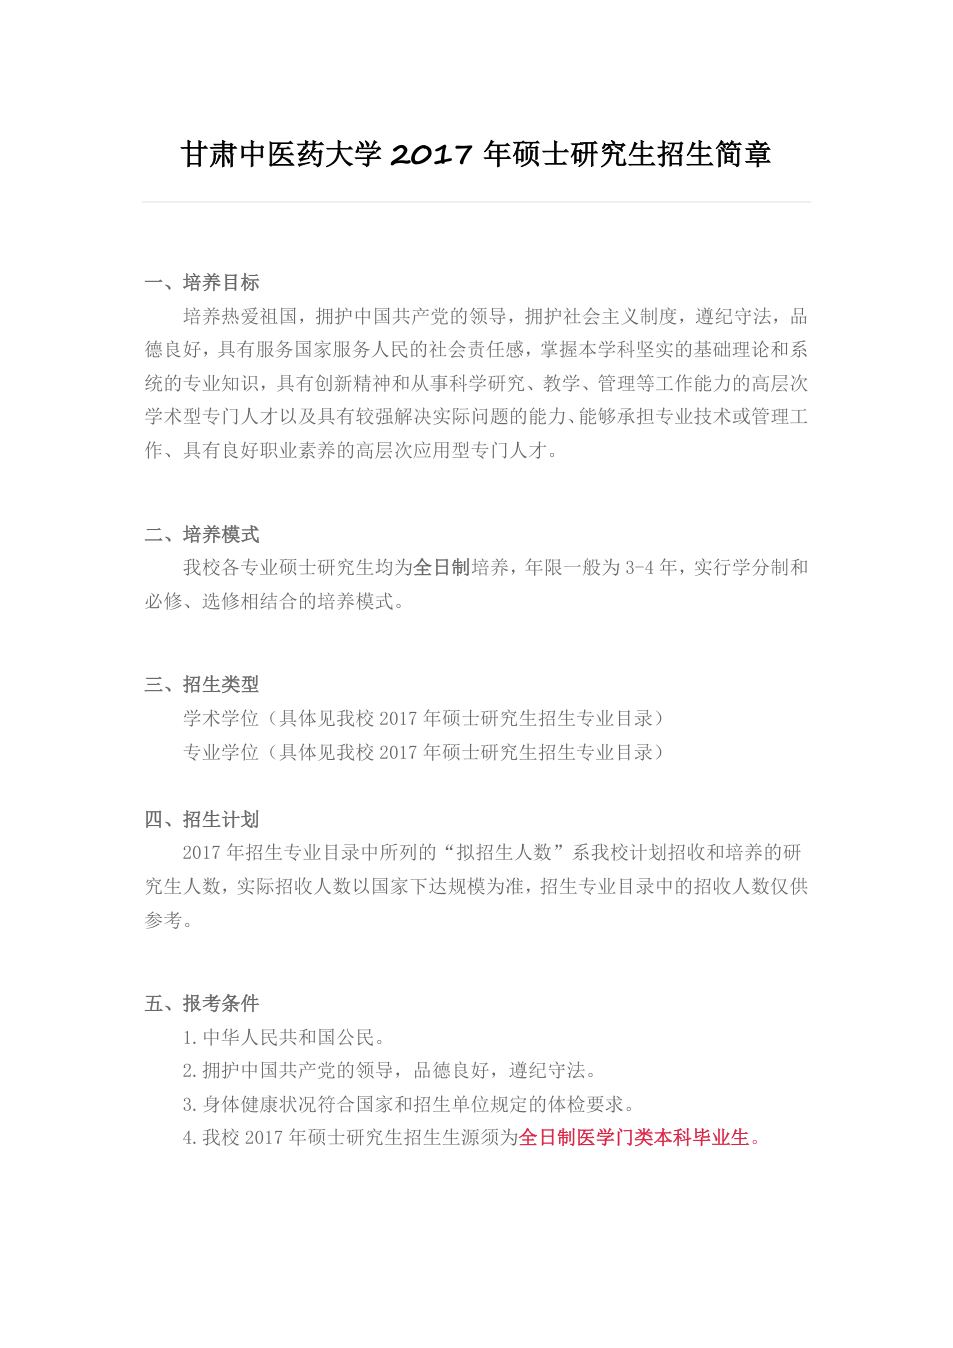 甘肃中医药大学 2017 年硕士研究生招生简章
一、培养目标
培养热爱祖国，拥护中国共产党的领导，拥护社会主义制度，遵纪守法，品
德良好，具有服务国家服务人民的社会责任感，掌握本学科坚实的基础理论和系
统的专业知识，具有创新精神和从事科学研究、教学、管理等工作能力的高层次
学术型专门人才以及具有较强解决实际问题的能力、能够承担专业技术或管理工
作、具有良好职业素养的高层次应用型专门人才。
二、培养模式
我校各专业硕士研究生均为全日制培养，年限一般为 3-4 年，实行学分制和
必修、选修相结合的培养模式。
三、招生类型
学术学位（具体见我校 2017 年硕士研究生招生专业目录）
专业学位（具体见我校 2017 年硕士研究生招生专业目录）
四、招生计划
2017 年招生专业目录中所列的“拟招生人数”系我校计划招收和培养的研
究生人数，实际招收人数以国家下达规模为准，招生专业目录中的招收人数仅供
参考。
五、报考条件
1.中华人民共和国公民。
2.拥护中国共产党的领导，品德良好，遵纪守法。
3.身体健康状况符合国家和招生单位规定的体检要求。
4.我校 2017 年硕士研究生招生生源须为全日制医学门类本科毕业生。